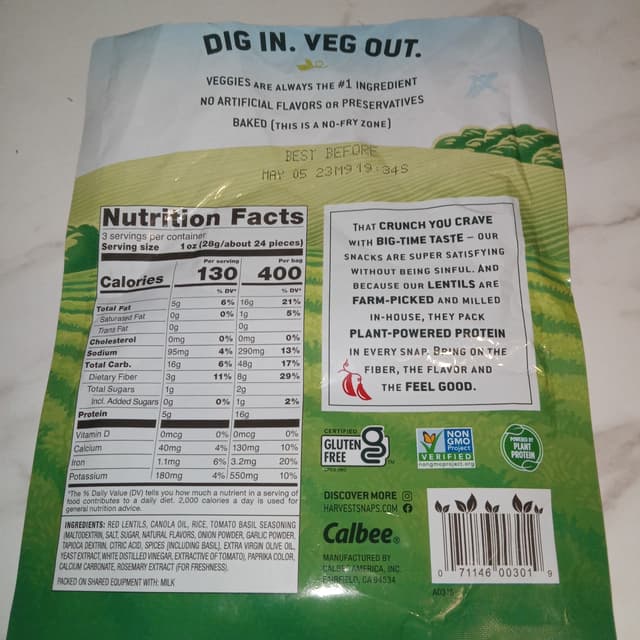 DIG IN. VEG OUT.
VEGGIES ARE ALWAYS THE #1 INGREDIENT
NO ARTIFICIAL FLAVORS OR PRESERVATIVES
BAKED (THIS IS A NO-FRY ZONE)
BEST BEFORE
MAY 05 23M9 19:34S
Nutrition Facts
3 servings per container
Serving size 1 oz (28g/about 24 pieces)
Per serving Per bag
Calories 130 400
% DV* % DV*
Total Fat 5g 6% 16g 21%
Saturated Fat 0g 0% 1g 5%
Trans Fat 0g 0g
Cholesterol 0mg 0% 0mg 0%
Sodium 95mg 4% 290mg 13%
Total Carb. 16g 6% 48g 17%
Dietary Fiber 3g 11% 8g 29%
Total Sugars 1g 2g
Incl. Added Sugars 0g 0% 1g 2%
Protein 5g 16g
Vitamin D 0mcg 0% 0mcg 0%
Calcium 40mg 4% 130mg 10%
Iron 1.1mg 6% 3.2mg 20%
Potassium 180mg 4% 550mg 10%
*The % Daily Value (DV) tells you how much a nutrient in a serving of
food contributes to a daily diet. 2,000 calories a day is used for
general nutrition advice.
INGREDIENTS: RED LENTILS, CANOLA OIL, RICE, TOMATO BASIL SEASONING
(MALTODEXTRIN, SALT, SUGAR, NATURAL FLAVORS, ONION POWDER, GARLIC POWDER,
TAPIOCA DEXTRIN, CITRIC ACID, SPICES [INCLUDING BASIL], EXTRA VIRGIN OLIVE OIL,
YEAST EXTRACT, WHITE DISTILLED VINEGAR, EXTRACTIVE OF TOMATO), PAPRIKA COLOR,
CALCIUM CARBONATE, ROSEMARY EXTRACT (FOR FRESHNESS).
PACKED ON SHARED EQUIPMENT WITH: MILK
THAT CRUNCH YOU CRAVE
WITH BIG-TIME TASTE – OUR
SNACKS ARE SUPER SATISFYING
WITHOUT BEING SINFUL. AND
BECAUSE OUR LENTILS ARE
FARM-PICKED AND MILLED
IN-HOUSE, THEY PACK
PLANT-POWERED PROTEIN
IN EVERY SNAP. BRING ON THE
FIBER, THE FLAVOR AND
THE FEEL GOOD.
CERTIFIED
GLUTEN
FREE
NON
GMO
Project
VERIFIED
nongmoproject.org
POWERED BY
PLANT
PROTEIN
DISCOVER MORE
HARVESTSNAPS.COM
Calbee®
MANUFACTURED BY
CALBEE AMERICA, INC.
FAIRFIELD, CA 94534
0 71146 00301 9